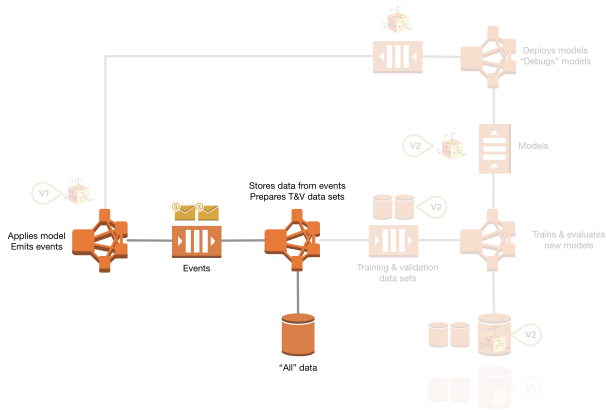 Deploys models
“Debugs” models
V2
Models
V1
Stores data from events
Prepares T&V data sets
V2
Applies model
Emits events
Events
Training & validation
data sets
Trains & evaluates
new models
V2
“All” data
V1